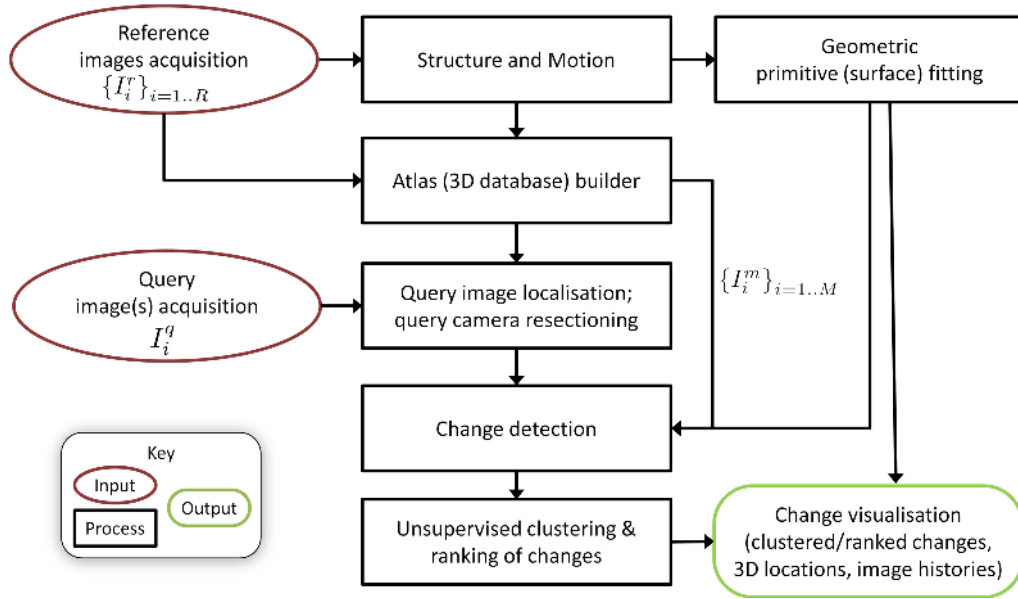 Reference
images acquisition
{I_i^r}_{i=1..R}
Structure and Motion
Geometric
primitive (surface) fitting
Atlas (3D database) builder
Query
image(s) acquisition
I_i^q
Query image localisation;
query camera resectioning
{I_i^m}_{i=1..M}
Change detection
Key
Input
Output
Process
Unsupervised clustering &
ranking of changes
Change visualisation
(clustered/ranked changes,
3D locations, image histories)